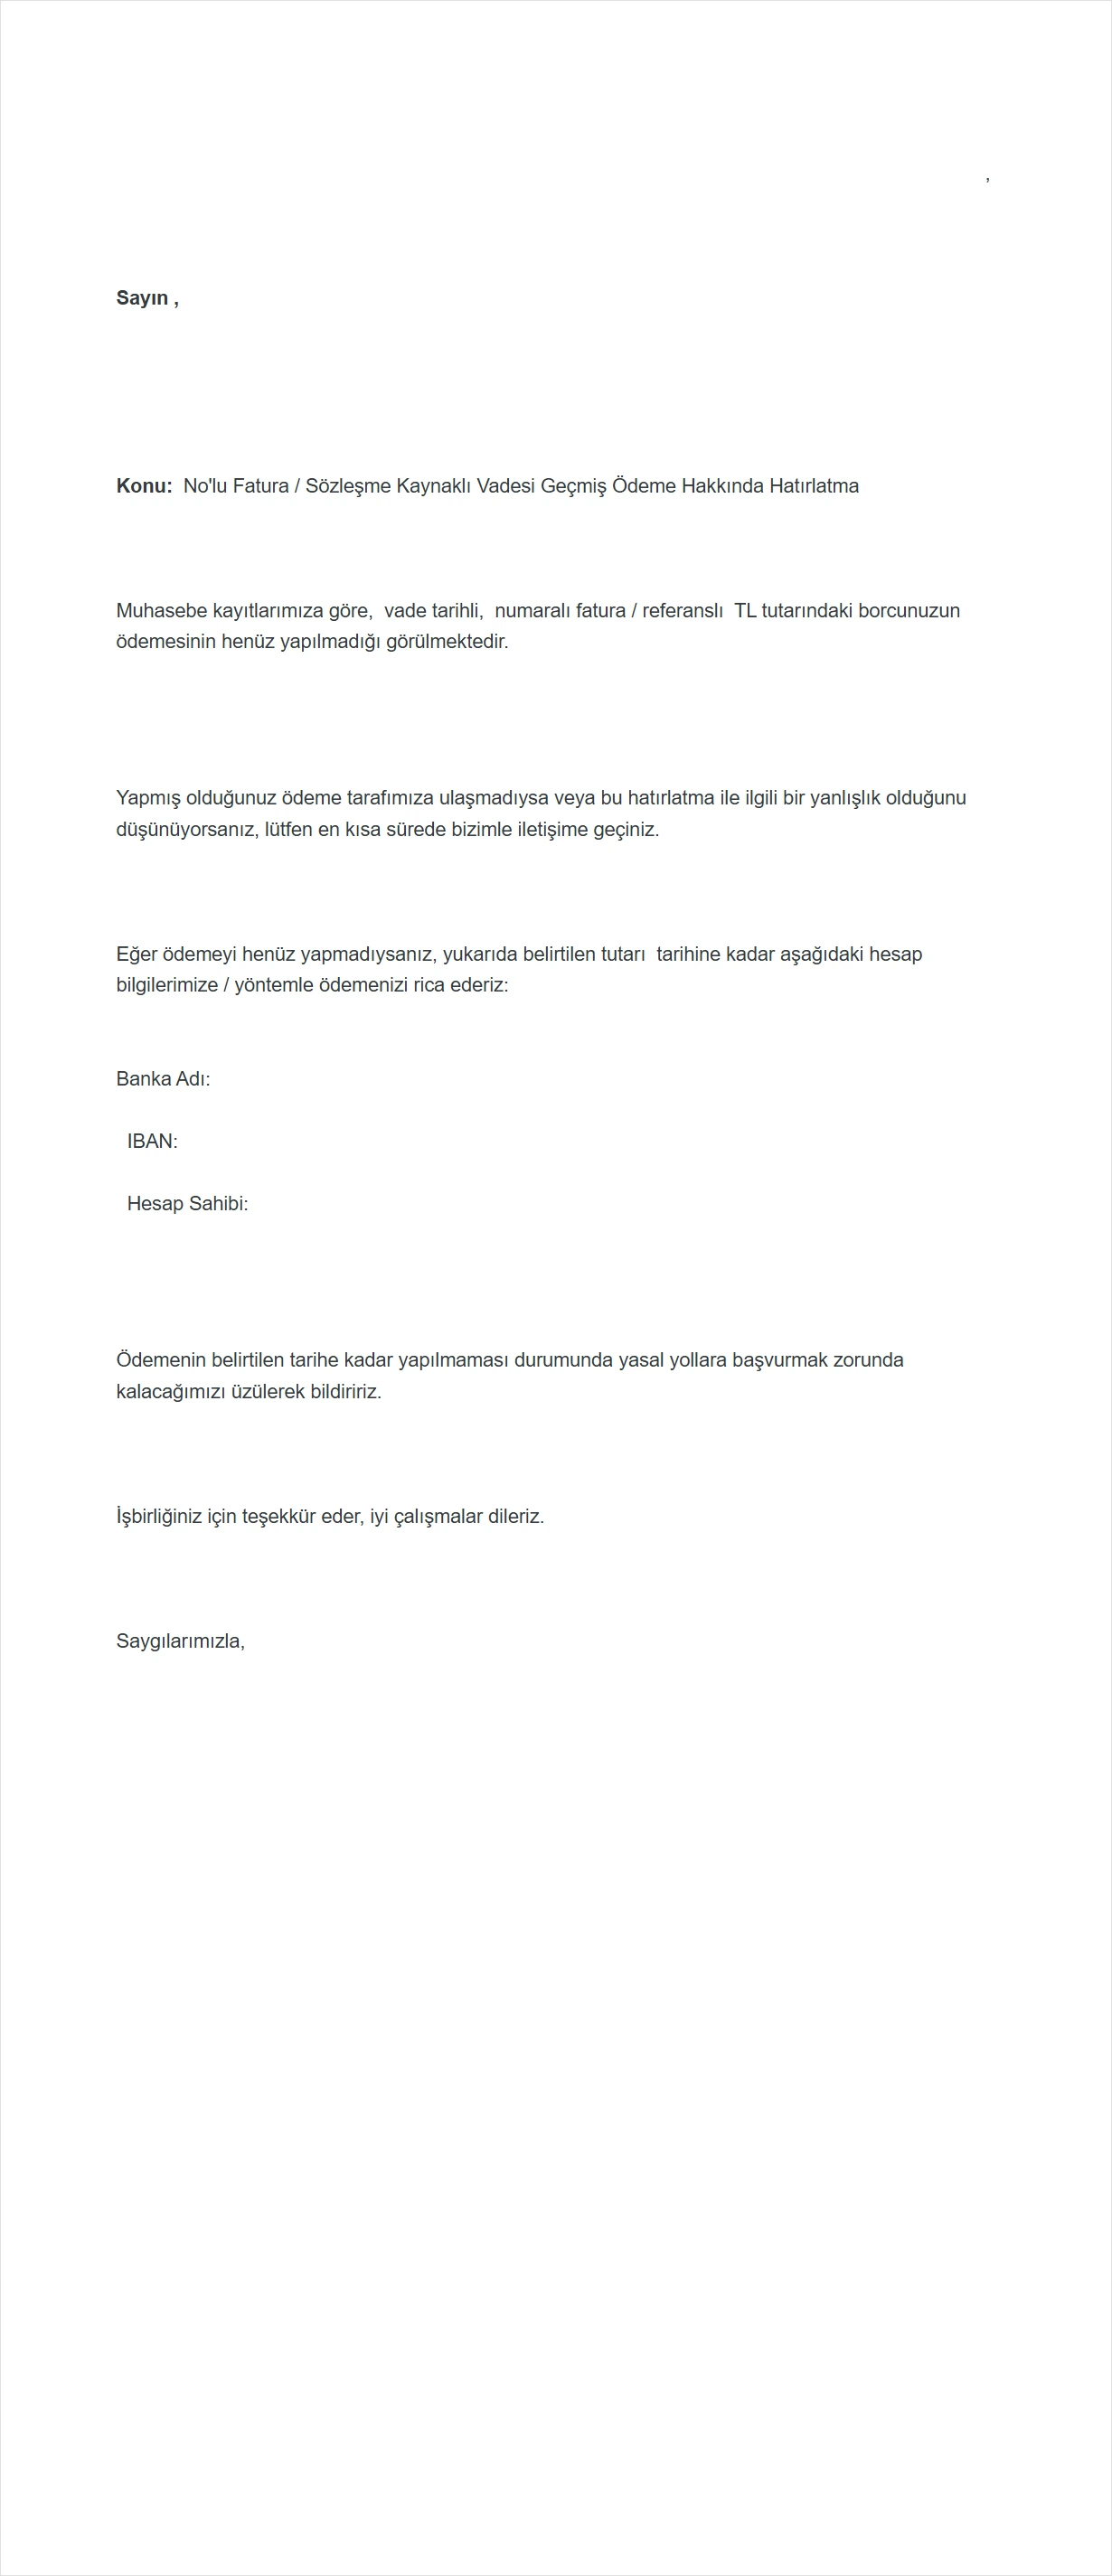 ,
Sayın ,
Konu:  No'lu Fatura / Sözleşme Kaynaklı Vadesi Geçmiş Ödeme Hakkında Hatırlatma
Muhasebe kayıtlarımıza göre,  vade tarihli,  numaralı fatura / referanslı  TL tutarındaki borcunuzun
ödemesinin henüz yapılmadığı görülmektedir.
Yapmış olduğunuz ödeme tarafımıza ulaşmadıysa veya bu hatırlatma ile ilgili bir yanlışlık olduğunu
düşünüyorsanız, lütfen en kısa sürede bizimle iletişime geçiniz.
Eğer ödemeyi henüz yapmadıysanız, yukarıda belirtilen tutarı  tarihine kadar aşağıdaki hesap
bilgilerimize / yöntemle ödemenizi rica ederiz:
Banka Adı:
IBAN:
Hesap Sahibi:
Ödemenin belirtilen tarihe kadar yapılmaması durumunda yasal yollara başvurmak zorunda
kalacağımızı üzülerek bildiririz.
İşbirliğiniz için teşekkür eder, iyi çalışmalar dileriz.
Saygılarımızla,